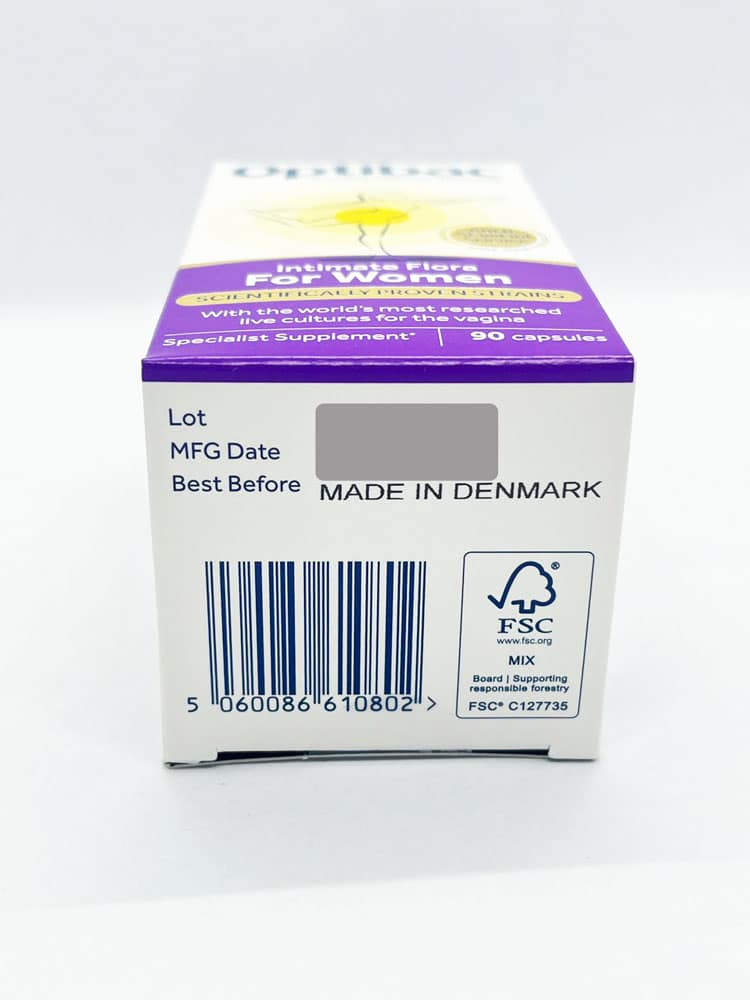 Optibac
Intimate Flora
For Women
SCIENTIFICALLY PROVEN STRAINS
With the world's most researched
live cultures for the vagina
Specialist Supplement* | 90 capsules
Lot
MFG Date
Best Before
MADE IN DENMARK
5 060086 610802 >
FSC®
www.fsc.org
MIX
Board | Supporting
responsible forestry
FSC® C127735